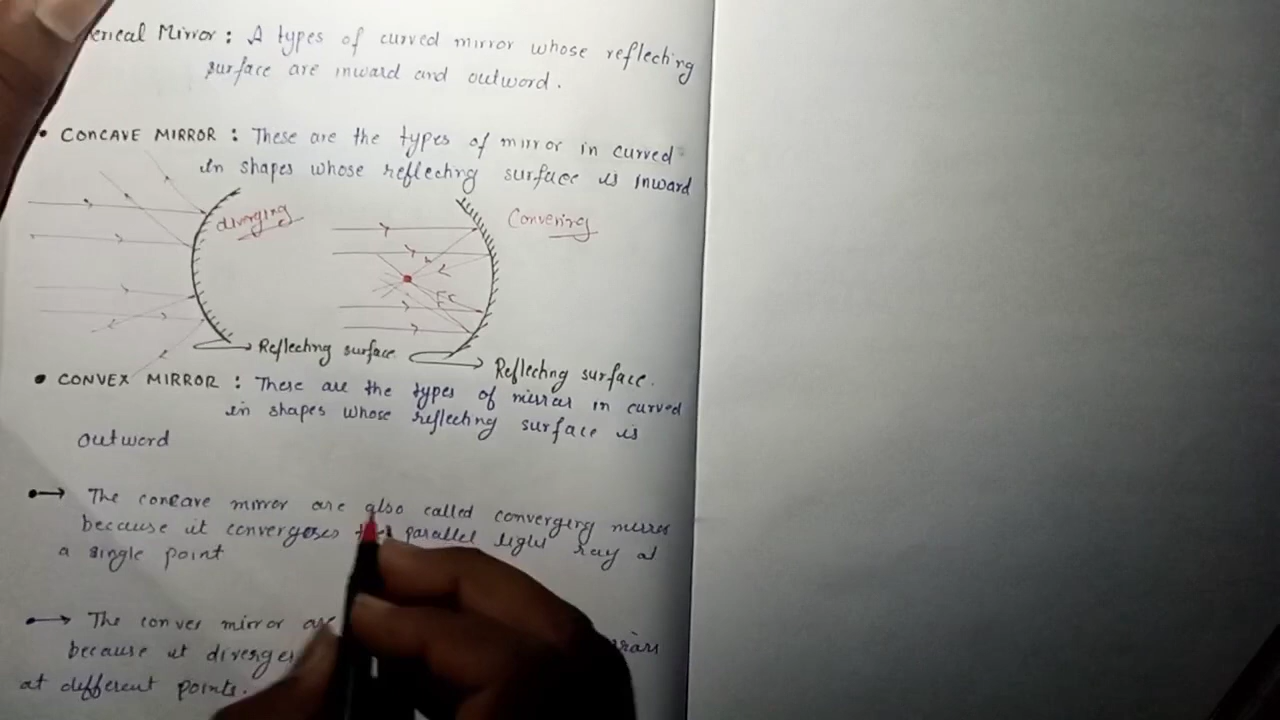 erical Mirror : A types of curved mirror whose reflecting
surface are inward and outword.
• CONCAVE MIRROR : These are the types of mirror in curved
in shapes whose reflecting surface is inward
diverging
Convering
Reflecting surface
Reflecting surface.
• CONVEX MIRROR : These are the types of mirror in curved
in shapes whose reflecting surface is
outword
The concave mirror are also called converging mirror
because it convergeses parallel light ray at
a single point
The conver mirror are
because it diverge
at different points.